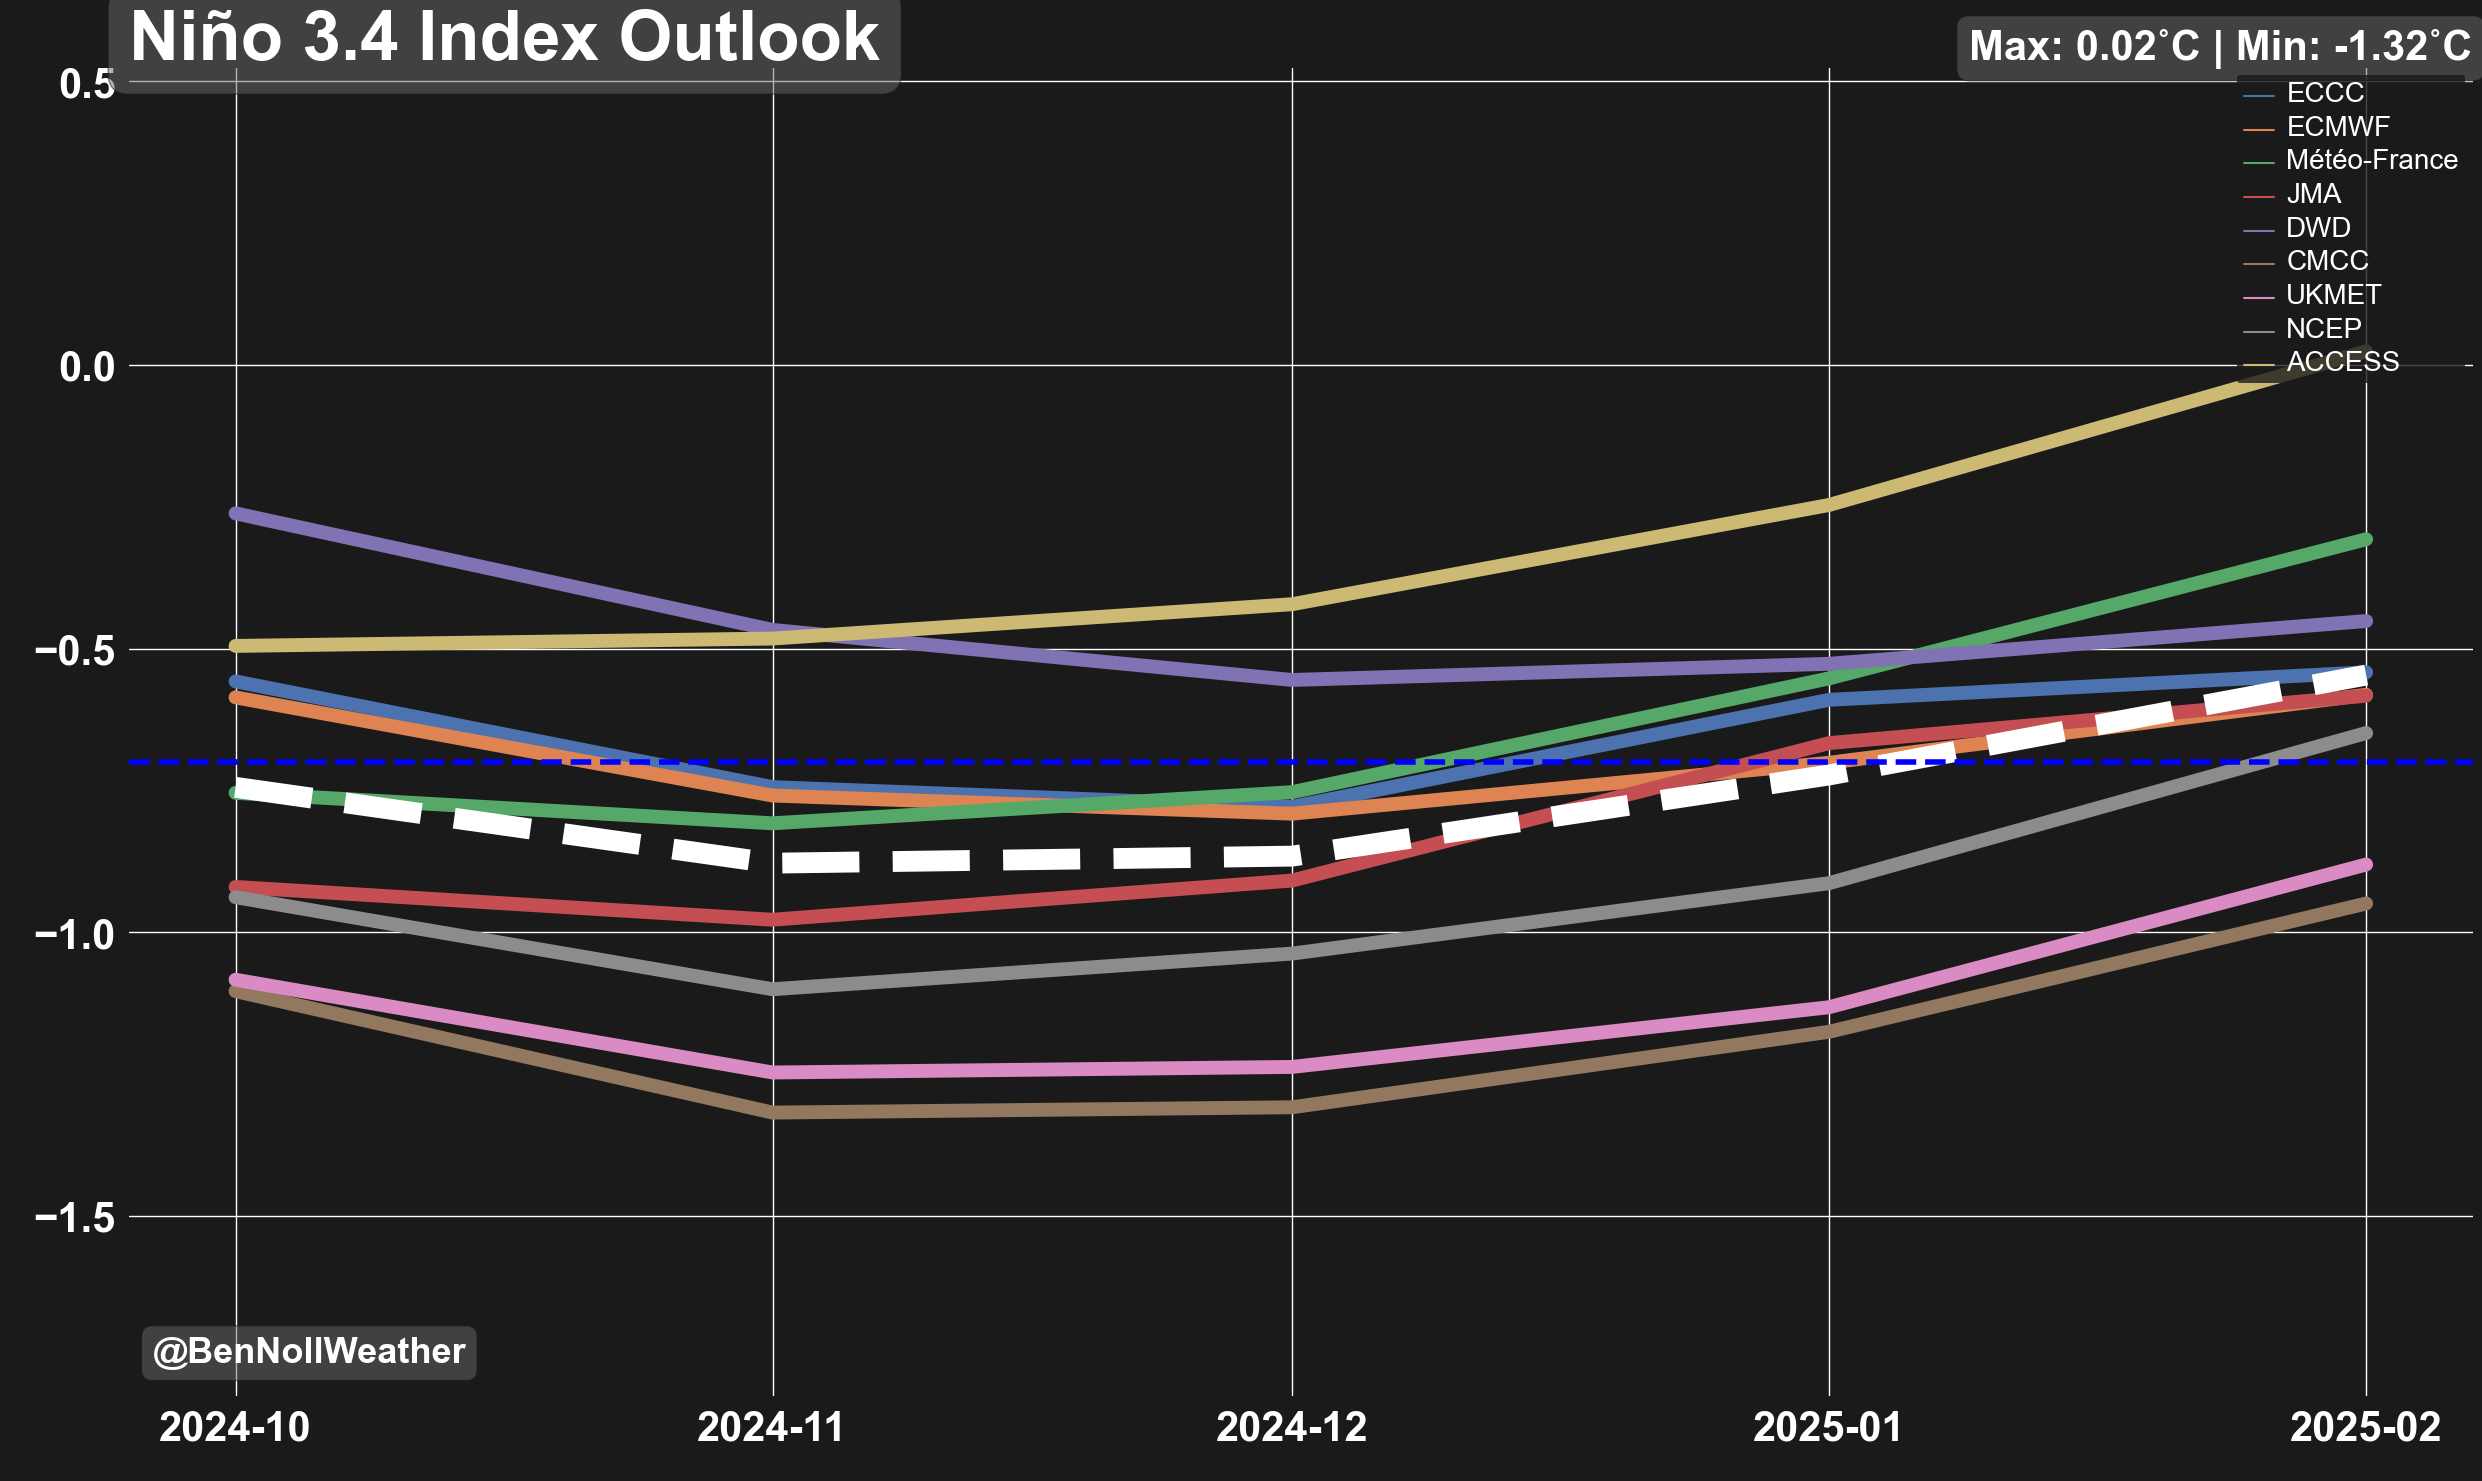 Niño 3.4 Index Outlook
Max: 0.02˚C | Min: -1.32˚C
ECCC
ECMWF
Météo-France
JMA
DWD
CMCC
UKMET
NCEP
ACCESS
0.5
0.0
−0.5
−1.0
−1.5
@BenNollWeather
2024-10 2024-11 2024-12 2025-01 2025-02